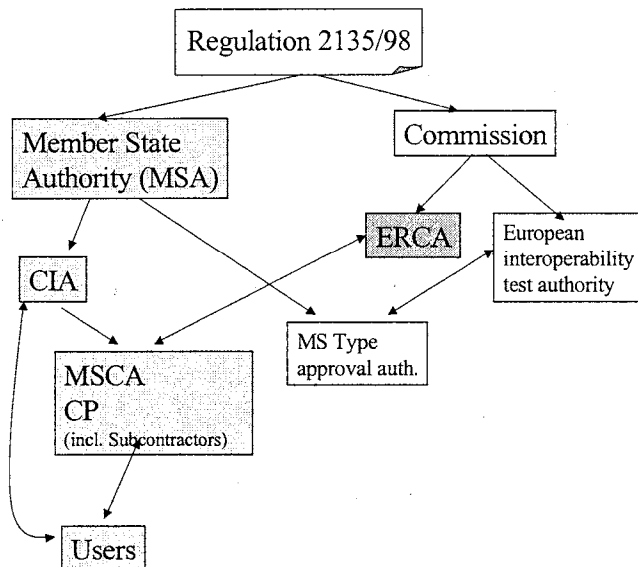 Regulation 2135/98
Member State
Authority (MSA)
Commission
ERCA
European
interoperability
test authority
CIA
MS Type
approval auth.
MSCA
CP
(incl. Subcontractors)
Users